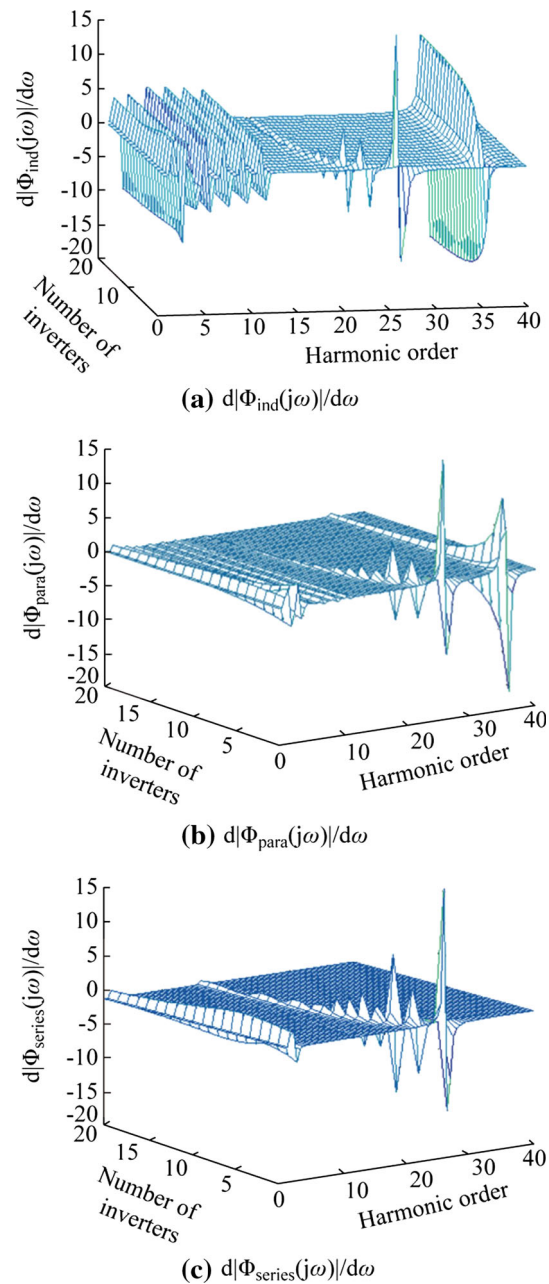 15
10
5
0
-5
-10
-15
-20
20
10
0
d|Φind(jω)|/dω
Number of
inverters
0 5 10 15 20 25 30 35 40
Harmonic order
(a) d|Φind(jω)|/dω
15
10
5
0
-5
-10
-15
-20
20
15
10
5
0
d|Φpara(jω)|/dω
Number of
inverters
10
20
30
40
Harmonic order
(b) d|Φpara(jω)|/dω
15
10
5
0
-5
-10
-15
-20
20
15
10
5
0
d|Φseries(jω)|/dω
Number of
inverters
10
20
30
40
Harmonic order
(c) d|Φseries(jω)|/dω